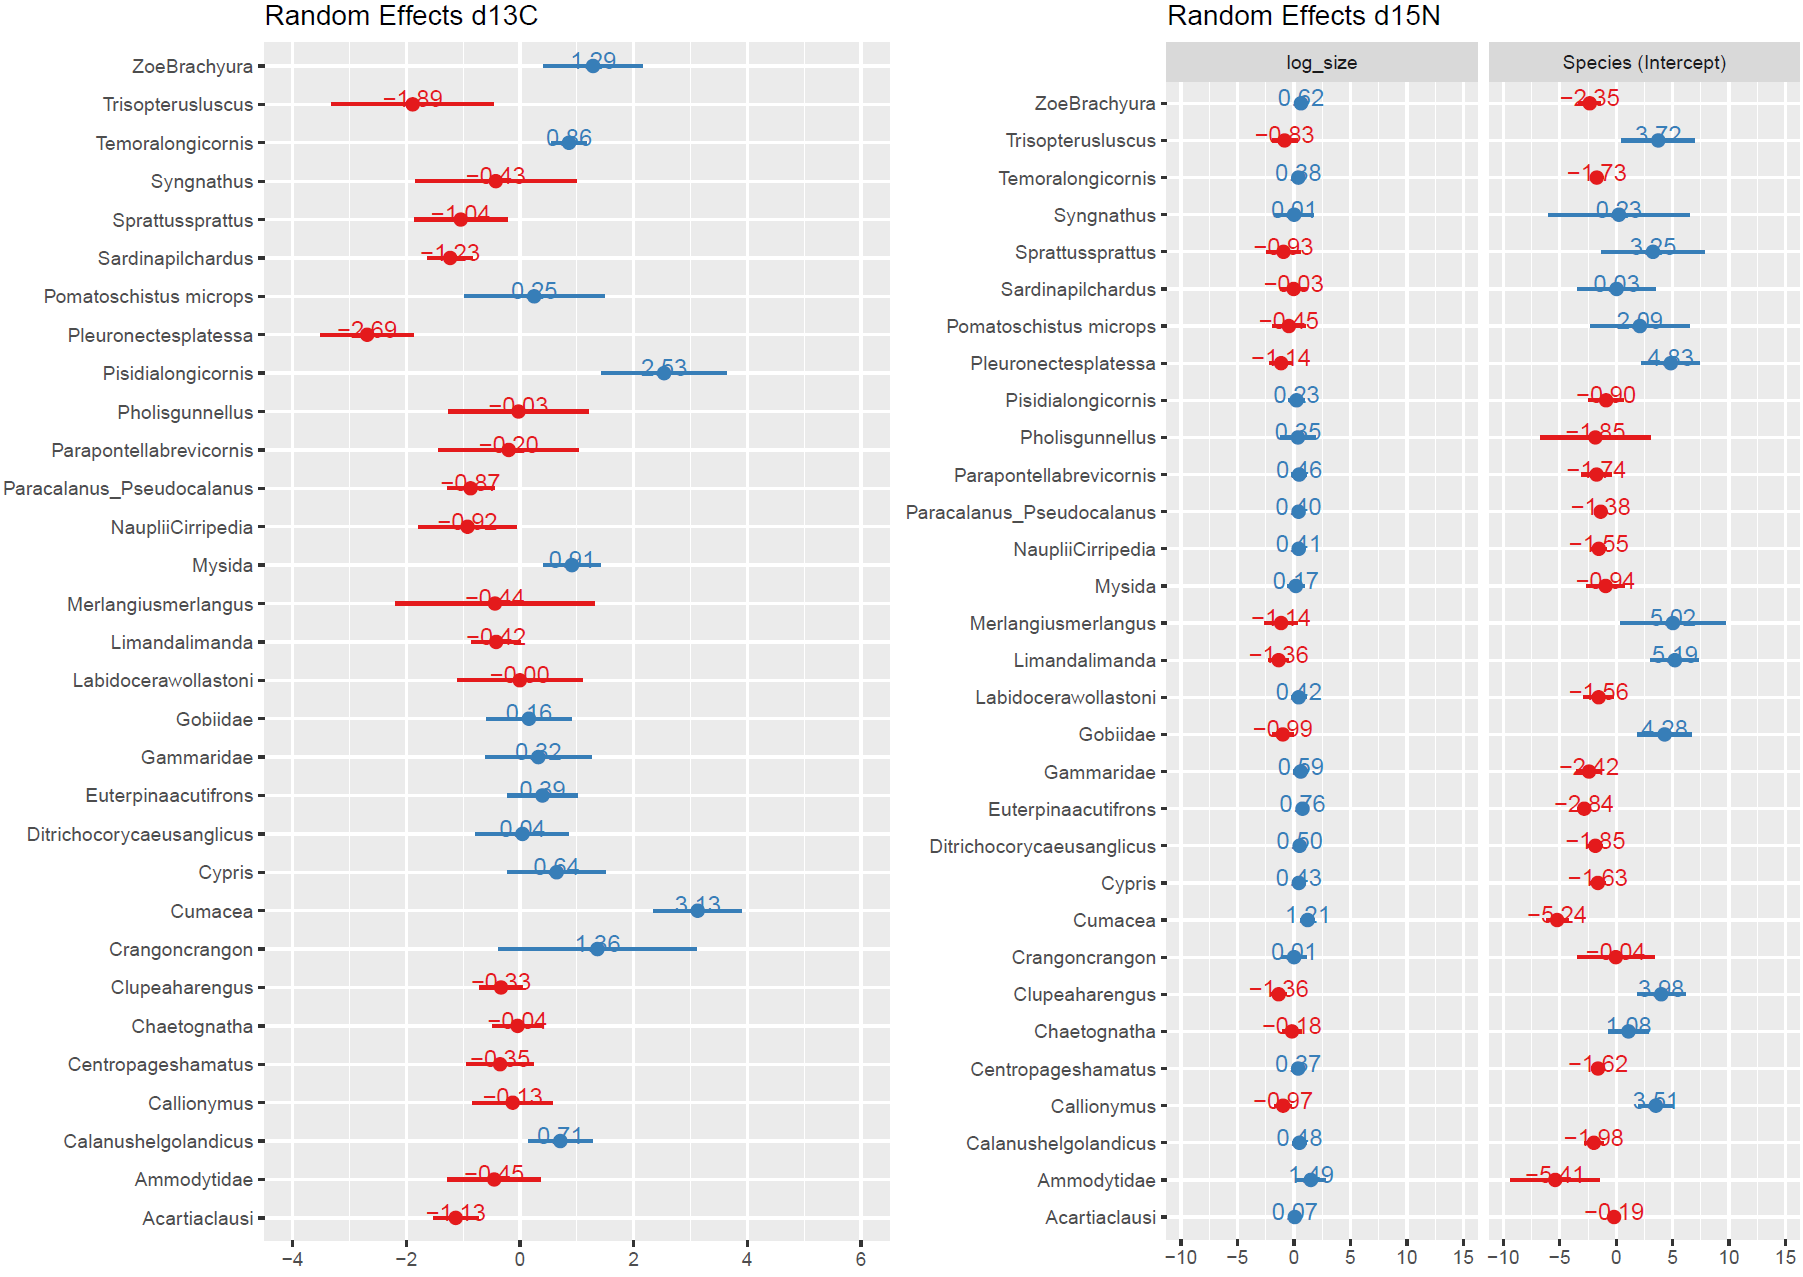 Random Effects d13C
ZoeBrachyura 1.29
Trisopterusluscus −1.89
Temoralongicornis 0.86
Syngnathus −0.43
Sprattussprattus −1.04
Sardinapilchardus −1.23
Pomatoschistus microps 0.25
Pleuronectesplatessa −2.69
Pisidialongicornis 2.53
Pholisgunnellus −0.03
Parapontellabrevicornis −0.20
Paracalanus_Pseudocalanus −0.87
NaupliiCirripedia −0.92
Mysida 0.91
Merlangiusmerlangus −0.44
Limandalimanda −0.42
Labidocerawollastoni −0.00
Gobiidae 0.16
Gammaridae 0.32
Euterpinaacutifrons 0.39
Ditrichocorycaeusanglicus 0.04
Cypris 0.64
Cumacea 3.13
Crangoncrangon 1.36
Clupeaharengus −0.33
Chaetognatha −0.04
Centropageshamatus −0.35
Callionymus −0.13
Calanushelgolandicus 0.71
Ammodytidae −0.45
Acartiaclausi −1.13
−4 −2 0 2 4 6
Random Effects d15N
log_size Species (Intercept)
ZoeBrachyura 0.62 −2.35
Trisopterusluscus −0.83 3.72
Temoralongicornis 0.38 −1.73
Syngnathus 0.01 0.23
Sprattussprattus −0.93 3.25
Sardinapilchardus −0.03 0.03
Pomatoschistus microps −0.45 2.09
Pleuronectesplatessa −1.14 4.83
Pisidialongicornis 0.23 −0.90
Pholisgunnellus 0.35 −1.85
Parapontellabrevicornis 0.46 −1.74
Paracalanus_Pseudocalanus 0.40 −1.38
NaupliiCirripedia 0.41 −1.55
Mysida 0.17 −0.94
Merlangiusmerlangus −1.14 5.02
Limandalimanda −1.36 5.19
Labidocerawollastoni 0.42 −1.56
Gobiidae −0.99 4.28
Gammaridae 0.59 −2.42
Euterpinaacutifrons 0.76 −2.84
Ditrichocorycaeusanglicus 0.50 −1.85
Cypris 0.43 −1.63
Cumacea 1.21 −5.24
Crangoncrangon 0.01 −0.04
Clupeaharengus −1.36 3.98
Chaetognatha −0.18 1.08
Centropageshamatus 0.37 −1.62
Callionymus −0.97 3.51
Calanushelgolandicus 0.48 −1.98
Ammodytidae 1.49 −5.41
Acartiaclausi 0.07 −0.19
−10 −5 0 5 10 15 −10 −5 0 5 10 15